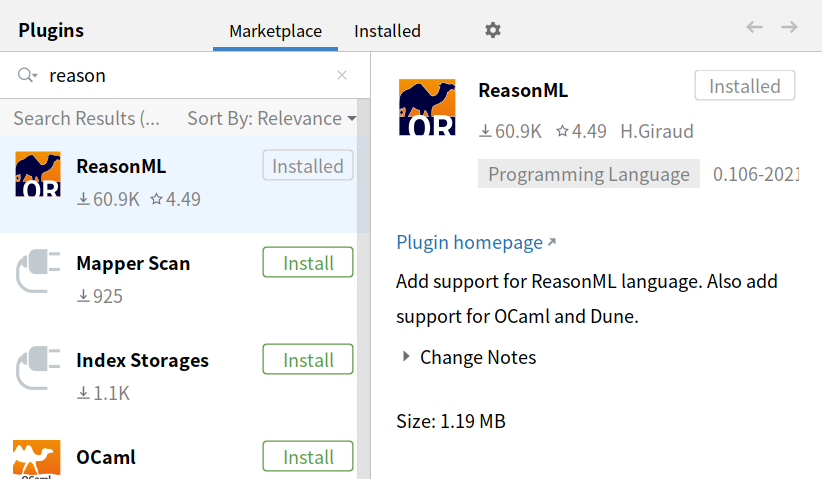 Plugins
Marketplace
Installed
reason
Search Results (...
Sort By: Relevance
OR
ReasonML
Installed
60.9K
4.49
Mapper Scan
Install
925
Index Storages
Install
1.1K
OCaml
OCaml
Install
OR
ReasonML
Installed
60.9K
4.49
H.Giraud
Programming Language
0.106-2021
Plugin homepage
Add support for ReasonML language. Also add
support for OCaml and Dune.
Change Notes
Size: 1.19 MB